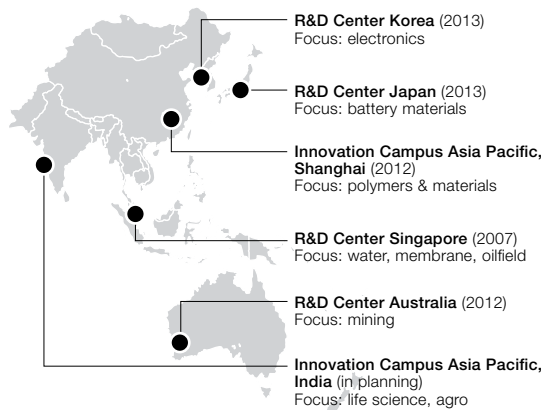 R&D Center Korea (2013)
Focus: electronics
R&D Center Japan (2013)
Focus: battery materials
Innovation Campus Asia Pacific,
Shanghai (2012)
Focus: polymers & materials
R&D Center Singapore (2007)
Focus: water, membrane, oilfield
R&D Center Australia (2012)
Focus: mining
Innovation Campus Asia Pacific,
India (in planning)
Focus: life science, agro